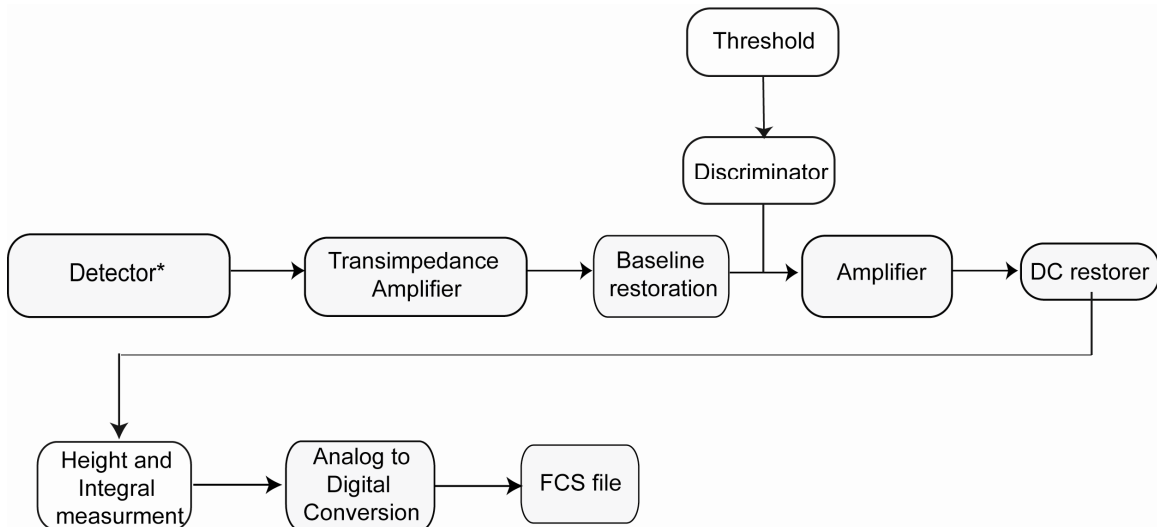 Threshold
Discriminator
Detector*
Transimpedance
Amplifier
Baseline
restoration
Amplifier
DC restorer
Height and
Integral
measurment
Analog to
Digital
Conversion
FCS file